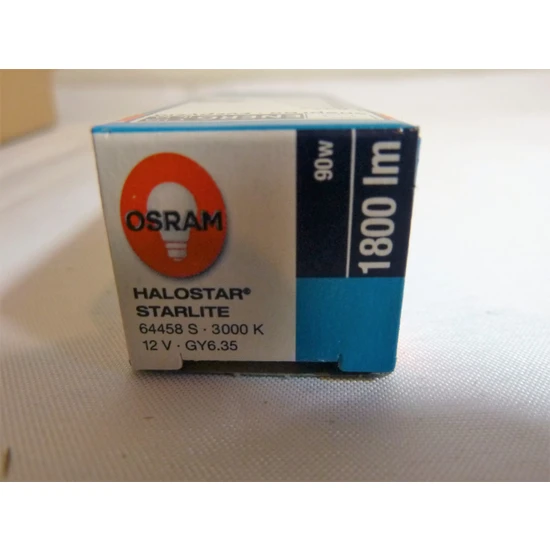 OSRAM
HALOSTAR®
STARLITE
64458 S · 3000 K
12 V · GY6.35
90w
1800 lm